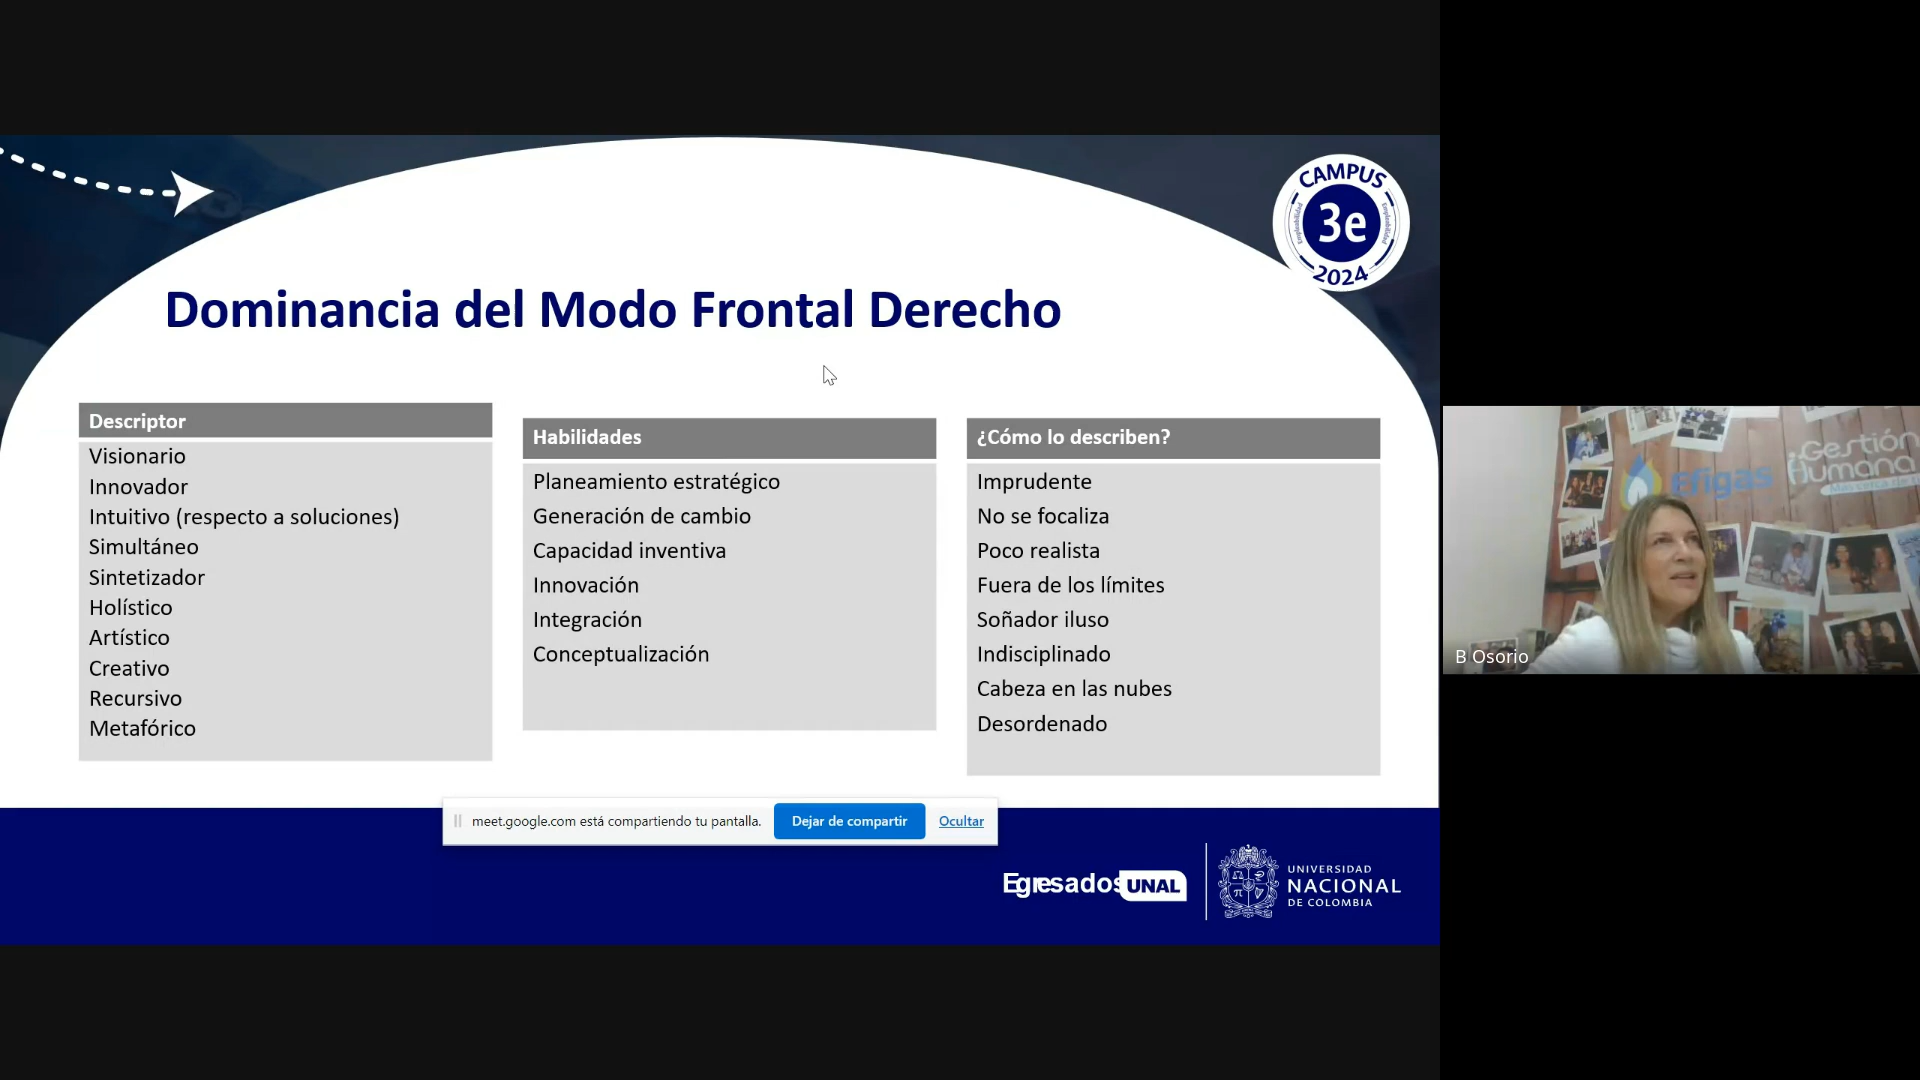 CAMPUS
3e
2024
Dominancia del Modo Frontal Derecho
Descriptor
Visionario
Innovador
Intuitivo (respecto a soluciones)
Simultáneo
Sintetizador
Holístico
Artístico
Creativo
Recursivo
Metafórico
Habilidades
Planeamiento estratégico
Generación de cambio
Capacidad inventiva
Innovación
Integración
Conceptualización
¿Cómo lo describen?
Imprudente
No se focaliza
Poco realista
Fuera de los límites
Soñador iluso
Indisciplinado
Cabeza en las nubes
Desordenado
meet.google.com está compartiendo tu pantalla.
Dejar de compartir
Ocultar
Egresados UNAL
UNIVERSIDAD
NACIONAL
DE COLOMBIA
Efigas
Gestión
Humana
B Osorio